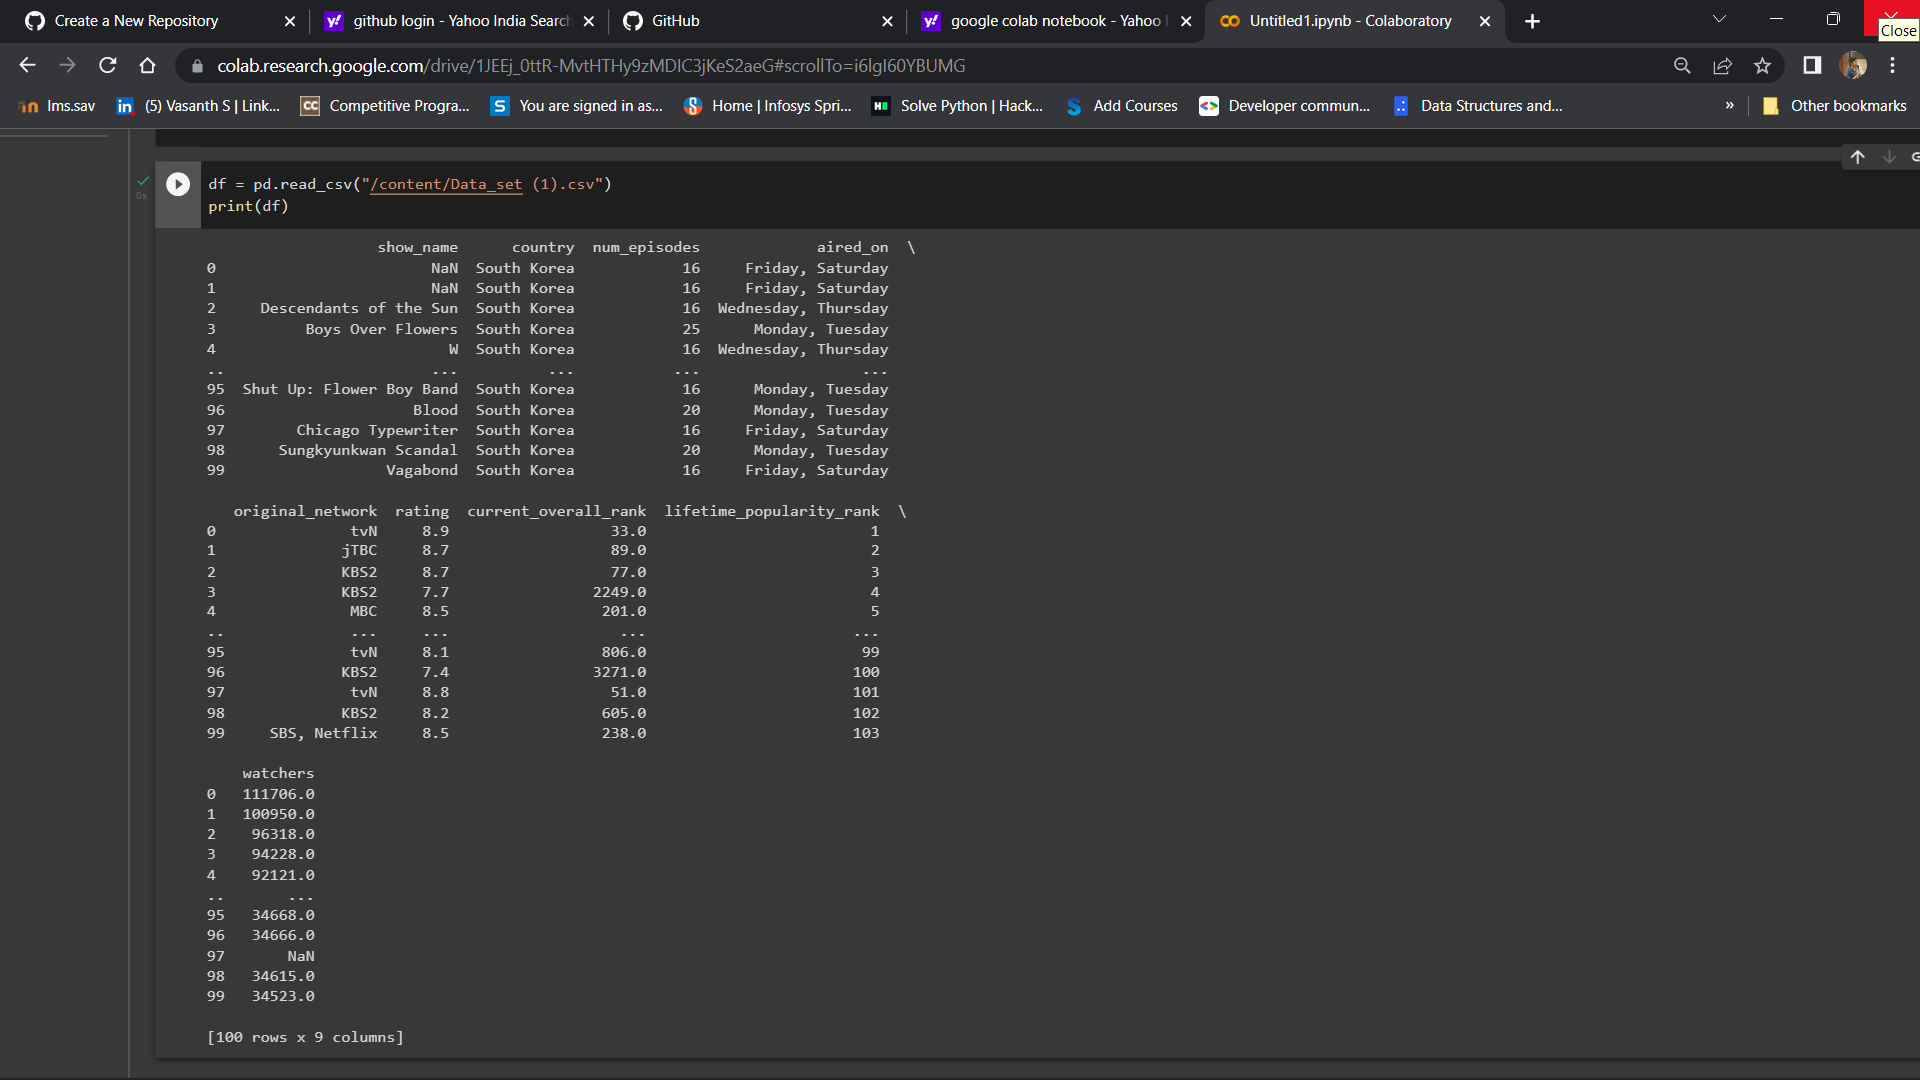 Create a New Repository
github login - Yahoo India Search
GitHub
google colab notebook - Yahoo I
Untitled1.ipynb - Colaboratory
Close
colab.research.google.com/drive/1JEEj_0ttR-MvtHTHy9zMDIC3jKeS2aeG#scrollTo=i6lgI60YBUMG
lms.sav
(5) Vasanth S | Link...
Competitive Progra...
You are signed in as...
Home | Infosys Spri...
Solve Python | Hack...
Add Courses
Developer commun...
Data Structures and...
»
Other bookmarks
0s
df = pd.read_csv("/content/Data_set (1).csv")
print(df)
show_name country num_episodes aired_on \
0 NaN South Korea 16 Friday, Saturday
1 NaN South Korea 16 Friday, Saturday
2 Descendants of the Sun South Korea 16 Wednesday, Thursday
3 Boys Over Flowers South Korea 25 Monday, Tuesday
4 W South Korea 16 Wednesday, Thursday
.. ... ... ... ...
95 Shut Up: Flower Boy Band South Korea 16 Monday, Tuesday
96 Blood South Korea 20 Monday, Tuesday
97 Chicago Typewriter South Korea 16 Friday, Saturday
98 Sungkyunkwan Scandal South Korea 20 Monday, Tuesday
99 Vagabond South Korea 16 Friday, Saturday
original_network rating current_overall_rank lifetime_popularity_rank \
0 tvN 8.9 33.0 1
1 jTBC 8.7 89.0 2
2 KBS2 8.7 77.0 3
3 KBS2 7.7 2249.0 4
4 MBC 8.5 201.0 5
.. ... ... ... ...
95 tvN 8.1 806.0 99
96 KBS2 7.4 3271.0 100
97 tvN 8.8 51.0 101
98 KBS2 8.2 605.0 102
99 SBS, Netflix 8.5 238.0 103
watchers
0 111706.0
1 100950.0
2 96318.0
3 94228.0
4 92121.0
.. ...
95 34668.0
96 34666.0
97 NaN
98 34615.0
99 34523.0
[100 rows x 9 columns]